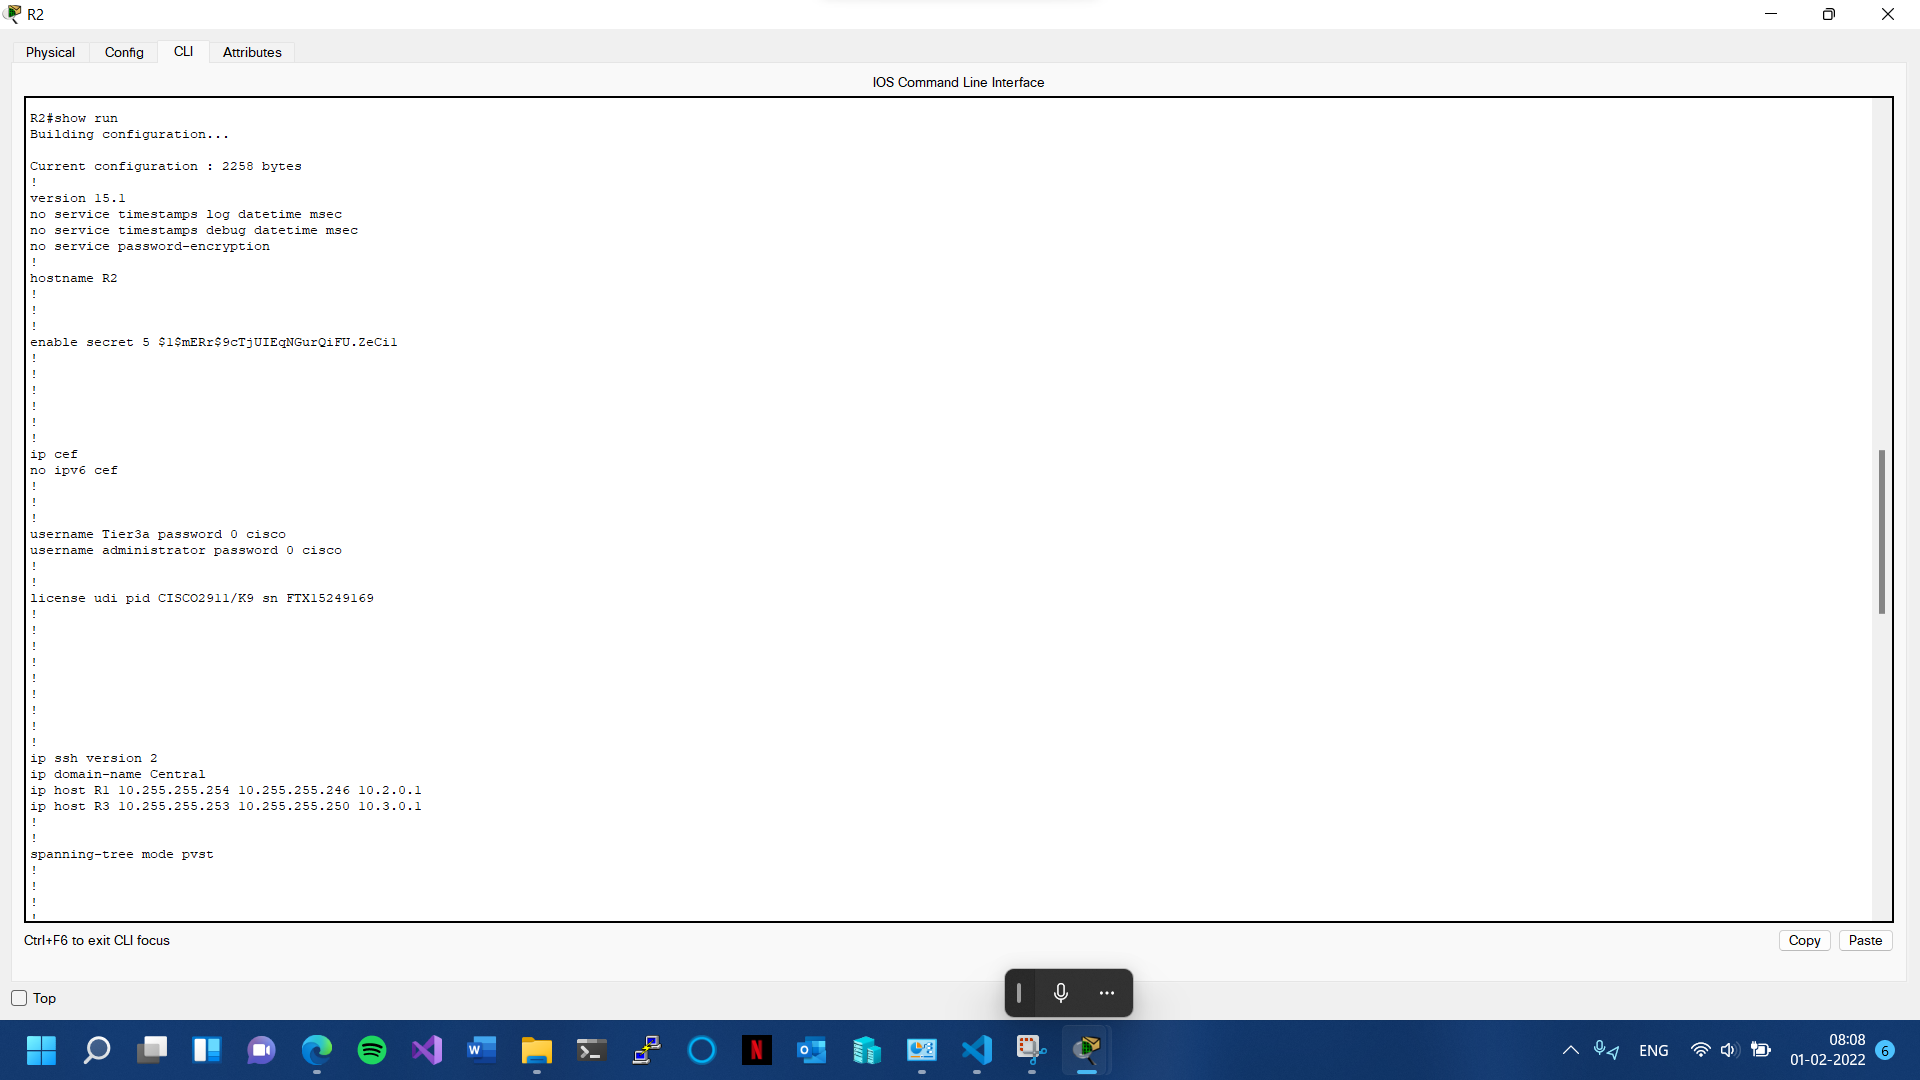 R2
Physical
Config
CLI
Attributes
IOS Command Line Interface
R2#show run
Building configuration...
Current configuration : 2258 bytes
!
version 15.1
no service timestamps log datetime msec
no service timestamps debug datetime msec
no service password-encryption
!
hostname R2
!
!
!
enable secret 5 $1$mERr$9cTjUIEqNGurQiFU.ZeCi1
!
!
!
!
!
!
ip cef
no ipv6 cef
!
!
!
username Tier3a password 0 cisco
username administrator password 0 cisco
!
!
license udi pid CISCO2911/K9 sn FTX15249169
!
!
!
!
!
!
!
!
!
ip ssh version 2
ip domain-name Central
ip host R1 10.255.255.254 10.255.255.246 10.2.0.1
ip host R3 10.255.255.253 10.255.255.250 10.3.0.1
!
!
spanning-tree mode pvst
!
!
!
!
Ctrl+F6 to exit CLI focus
Copy
Paste
Top
ENG
08:08
01-02-2022
6